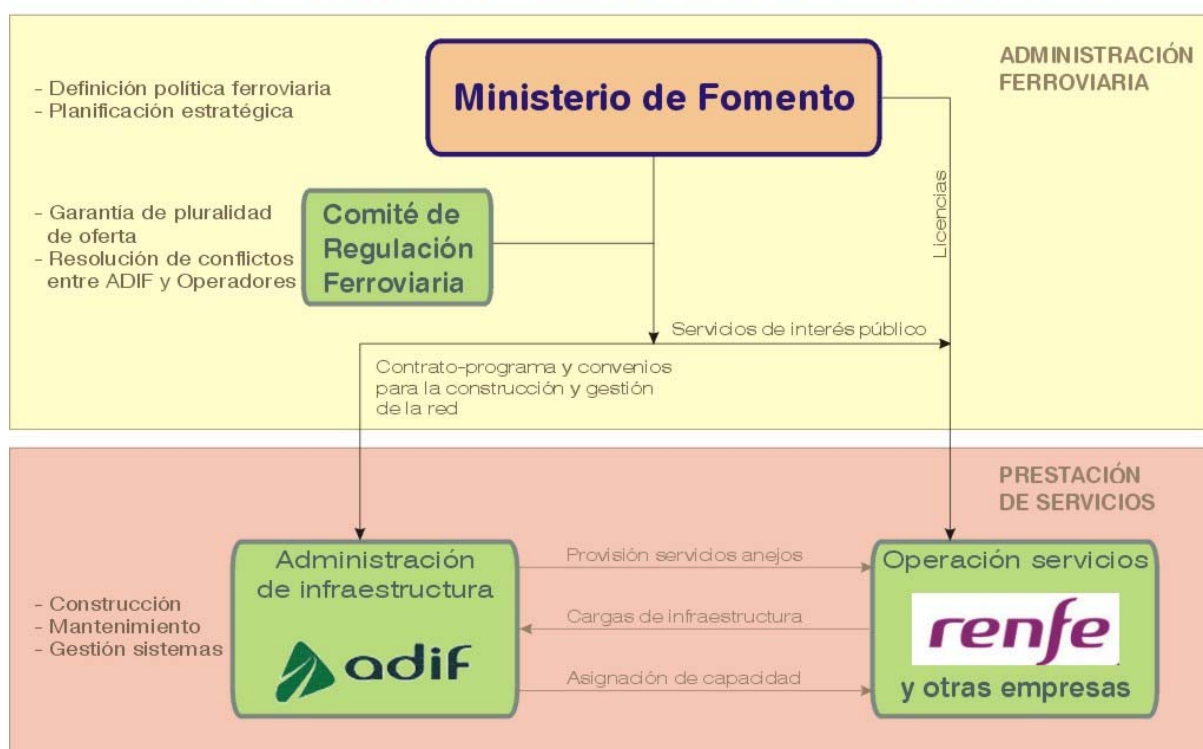 ADMINISTRACIÓN
FERROVIARIA
- Definición política ferroviaria
- Planificación estratégica
Ministerio de Fomento
Licencias
- Garantía de pluralidad
de oferta
- Resolución de conflictos
entre ADIF y Operadores
Comité de
Regulación
Ferroviaria
Servicios de interés público
Contrato-programa y convenios
para la construcción y gestión
de la red
PRESTACIÓN
DE SERVICIOS
- Construcción
- Mantenimiento
- Gestión sistemas
Administración
de infraestructura
adif
Provisión servicios anejos
Cargas de infraestructura
Asignación de capacidad
Operación servicios
renfe
y otras empresas